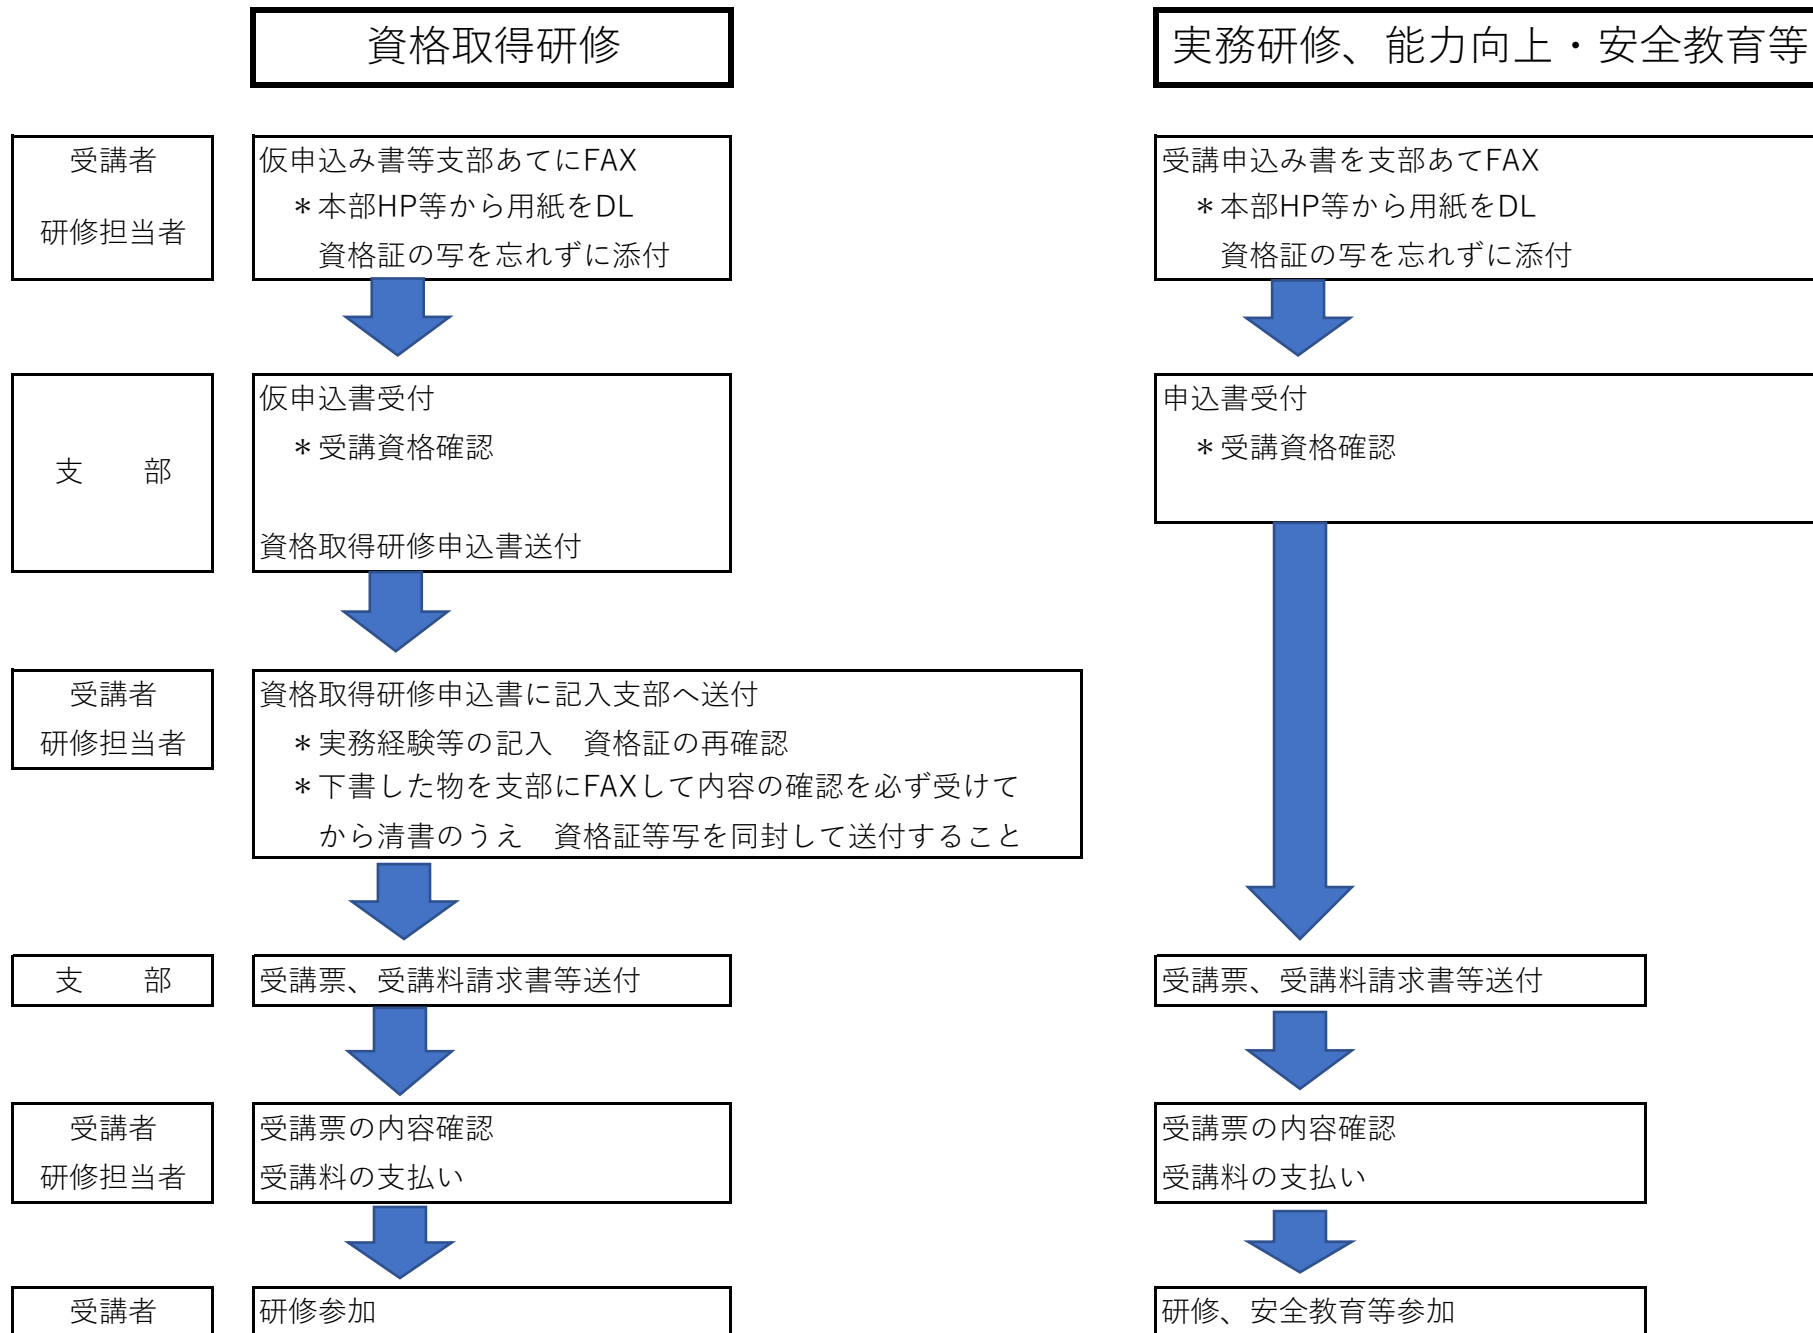 資格取得研修
実務研修、能力向上・安全教育等
受講者
研修担当者
仮申込み書等支部あてにFAX
＊本部HP等から用紙をDL
資格証の写を忘れずに添付
受講申込み書を支部あてFAX
＊本部HP等から用紙をDL
資格証の写を忘れずに添付
支　　部
仮申込書受付
＊受講資格確認
資格取得研修申込書送付
申込書受付
＊受講資格確認
受講者
研修担当者
資格取得研修申込書に記入支部へ送付
＊実務経験等の記入　資格証の再確認
＊下書した物を支部にFAXして内容の確認を必ず受けて
から清書のうえ　資格証等写を同封して送付すること
支　　部
受講票、受講料請求書等送付
受講票、受講料請求書等送付
受講者
研修担当者
受講票の内容確認
受講料の支払い
受講票の内容確認
受講料の支払い
受講者
研修参加
研修、安全教育等参加